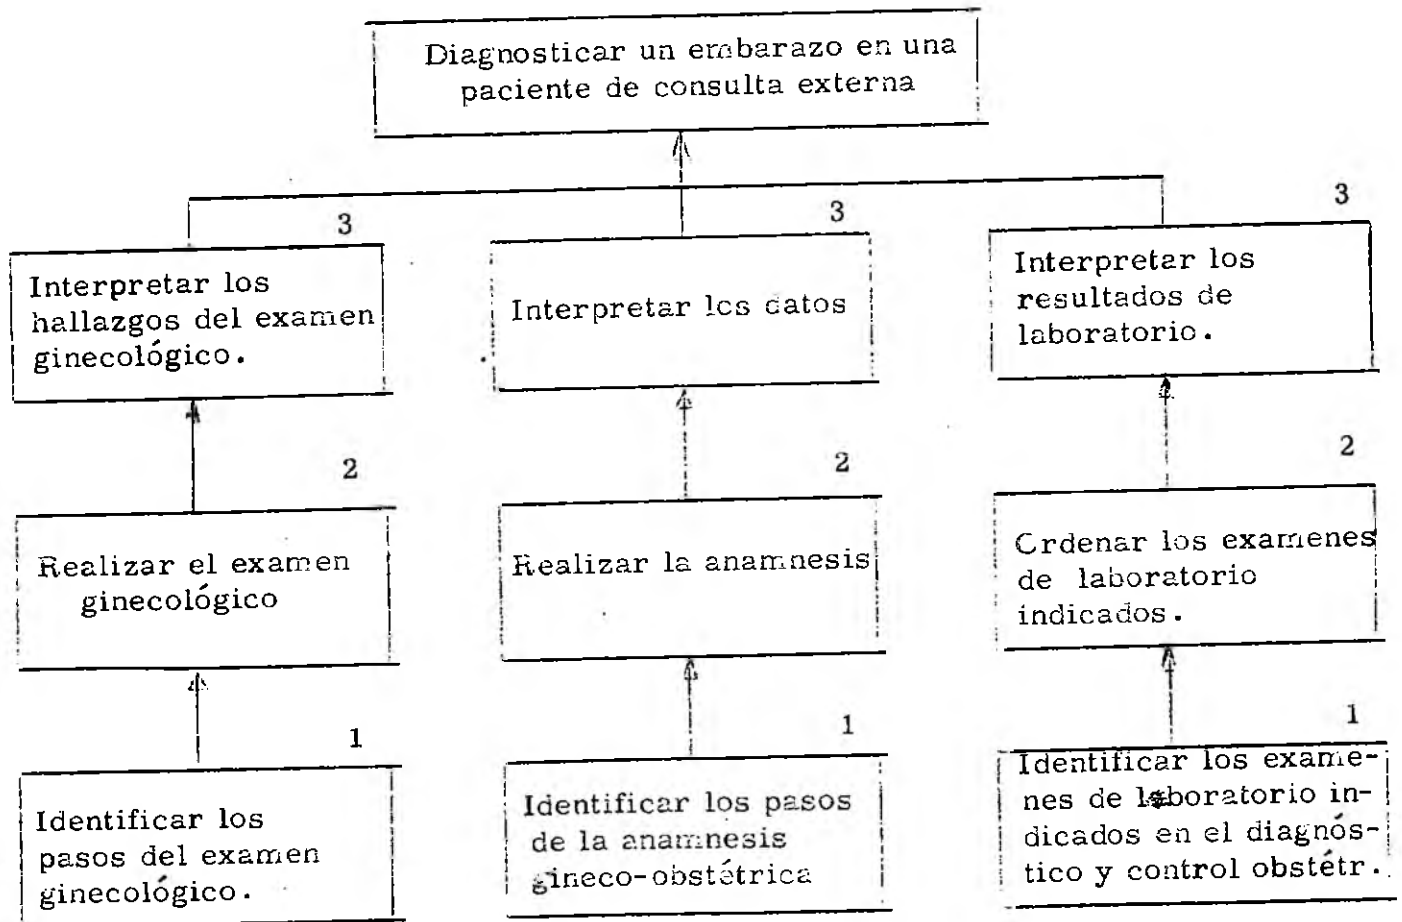 Diagnosticar un embarazo en una
paciente de consulta externa
3
3
3
Interpretar los
hallazgos del examen
ginecológico.
Interpretar los datos
Interpretar los
resultados de
laboratorio.
2
2
2
Realizar el examen
ginecológico
Realizar la anamnesis
Ordenar los examenes
de laboratorio
indicados.
1
1
1
Identificar los
pasos del examen
ginecológico.
Identificar los pasos
de la anamnesis
gineco-obstétrica
Identificar los exame-
nes de laboratorio in-
dicados en el diagnós-
tico y control obstétr.